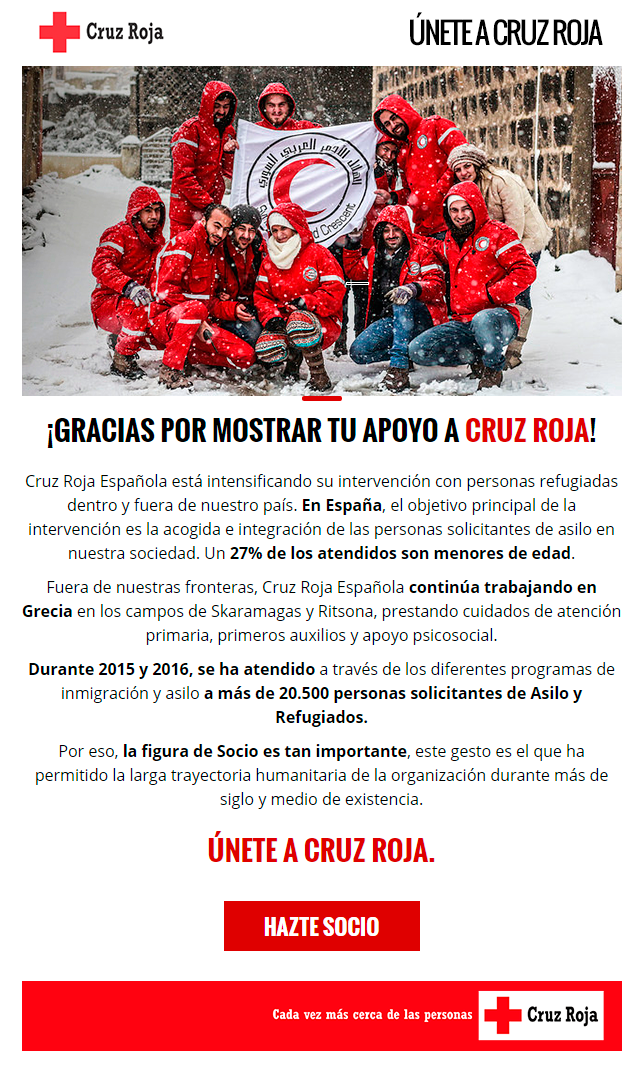 Cruz Roja
ÚNETE A CRUZ ROJA
الهلال الأحمر العربي السوري
Crescent
¡GRACIAS POR MOSTRAR TU APOYO A CRUZ ROJA!
Cruz Roja Española está intensificando su intervención con personas refugiadas
dentro y fuera de nuestro país. En España, el objetivo principal de la
intervención es la acogida e integración de las personas solicitantes de asilo en
nuestra sociedad. Un 27% de los atendidos son menores de edad.
Fuera de nuestras fronteras, Cruz Roja Española continúa trabajando en
Grecia en los campos de Skaramagas y Ritsona, prestando cuidados de atención
primaria, primeros auxilios y apoyo psicosocial.
Durante 2015 y 2016, se ha atendido a través de los diferentes programas de
inmigración y asilo a más de 20.500 personas solicitantes de Asilo y
Refugiados.
Por eso, la figura de Socio es tan importante, este gesto es el que ha
permitido la larga trayectoria humanitaria de la organización durante más de
siglo y medio de existencia.
ÚNETE A CRUZ ROJA.
HAZTE SOCIO
Cada vez más cerca de las personas
Cruz Roja